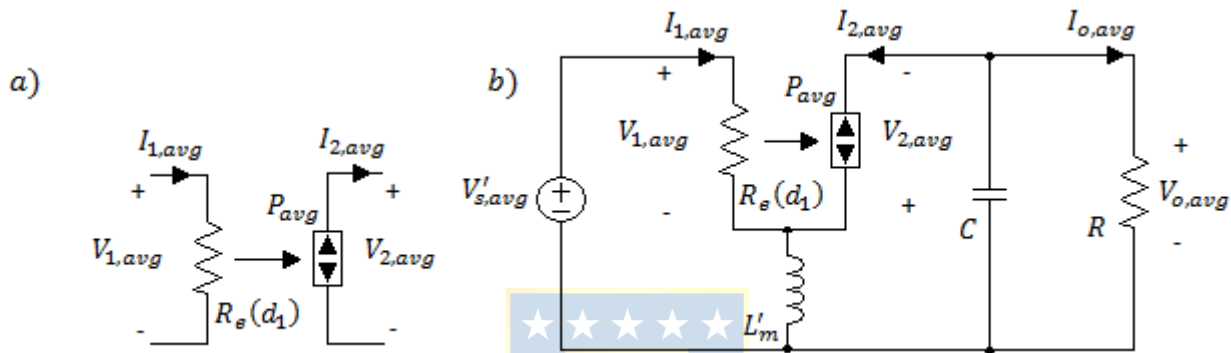 a)
I1,avg
I2,avg
+
+
V1,avg
Pavg
V2,avg
Re(d1)
-
-
b)
I1,avg
I2,avg
Io,avg
+
-
Pavg
V1,avg
V2,avg
+
V′s,avg
+
-
Re(d1)
-
+
C
R
Vo,avg
-
L′m